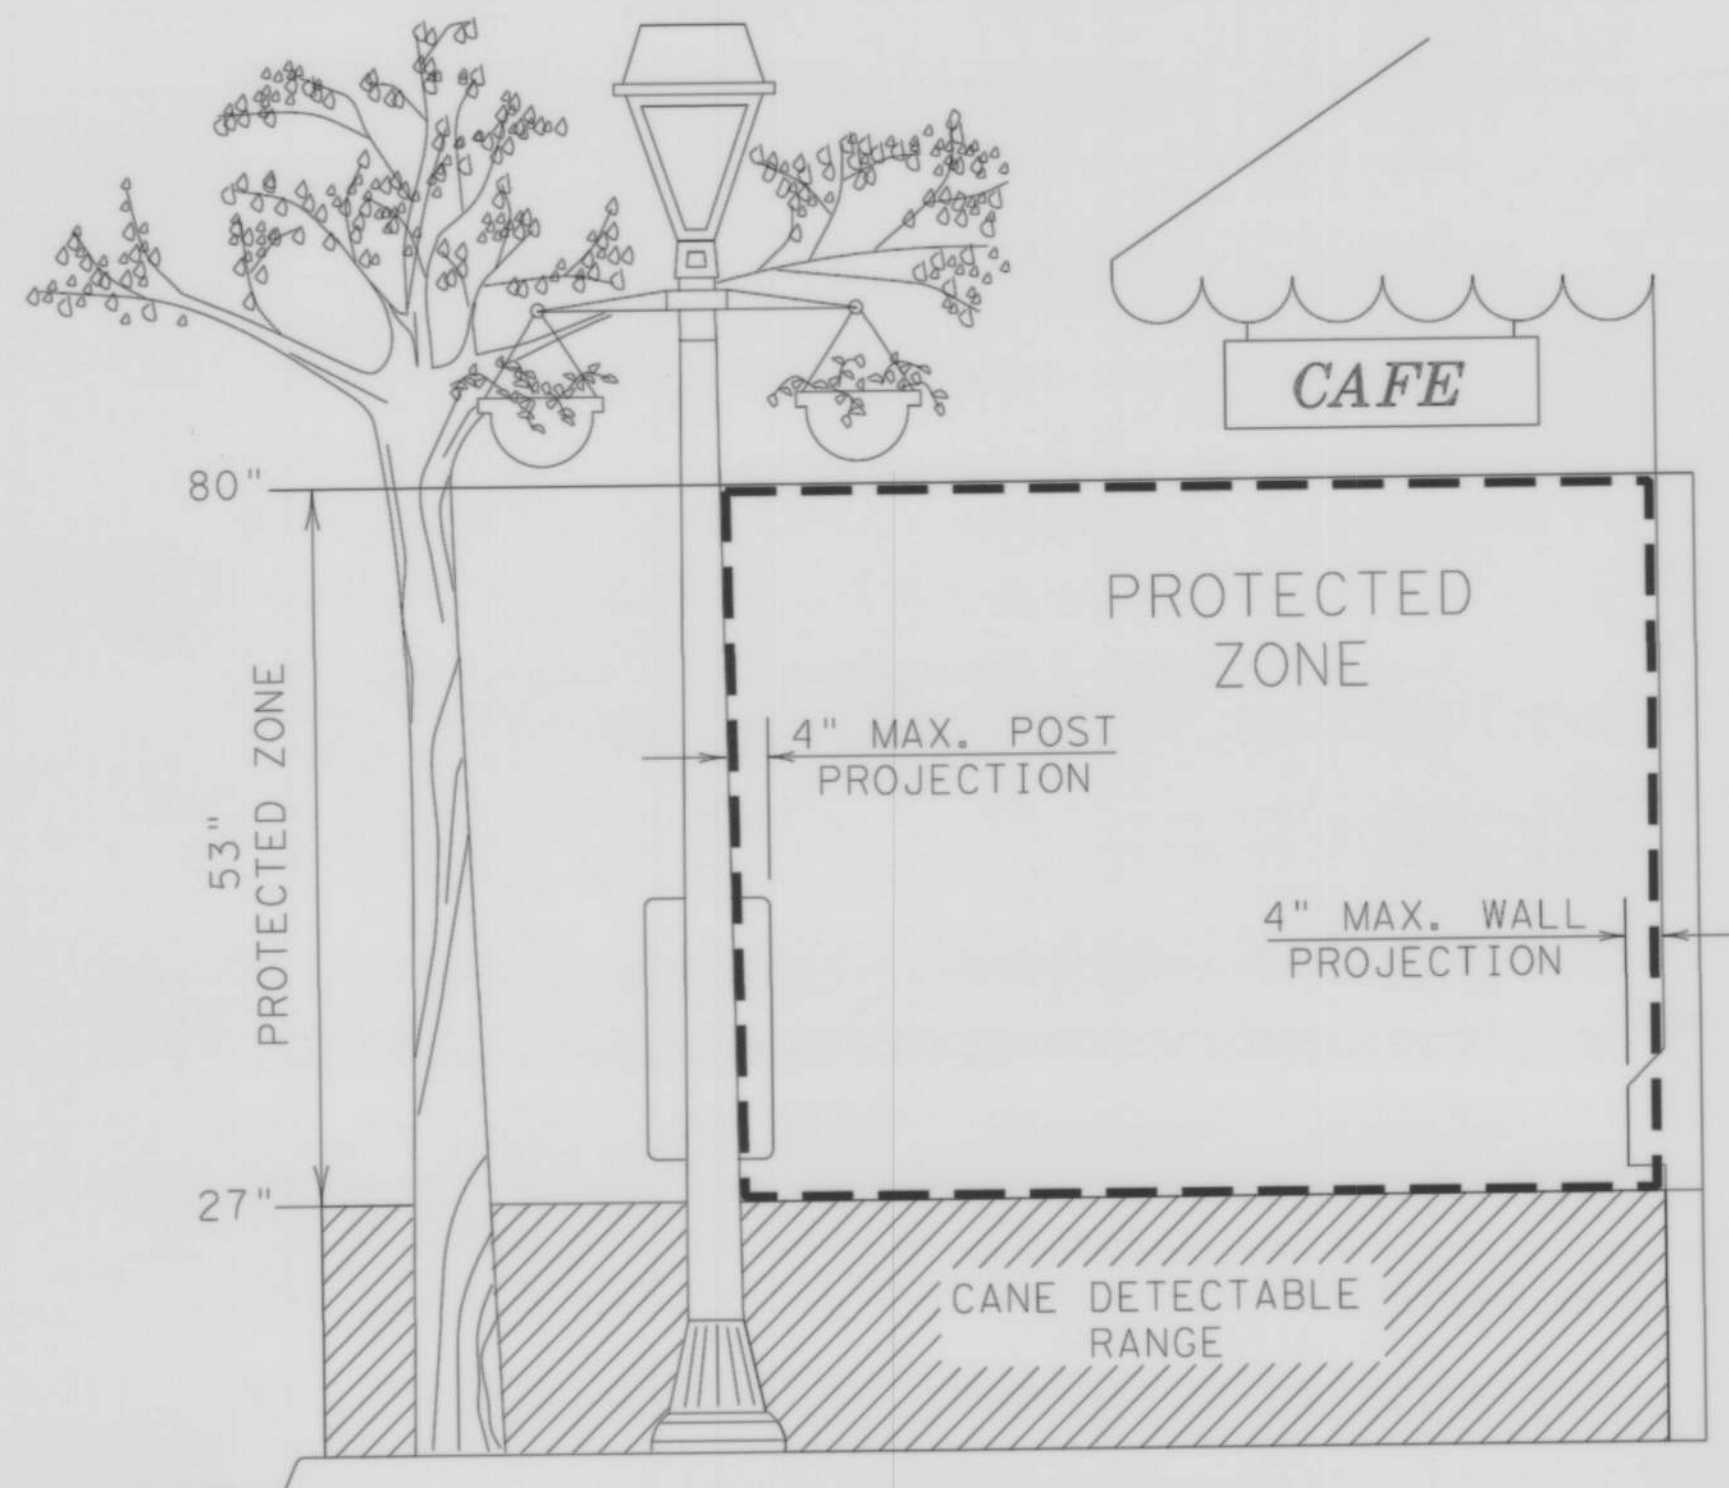 CAFE
80"
PROTECTED
ZONE
4" MAX. POST
PROJECTION
53"
PROTECTED ZONE
4" MAX. WALL
PROJECTION
27"
CANE DETECTABLE
RANGE